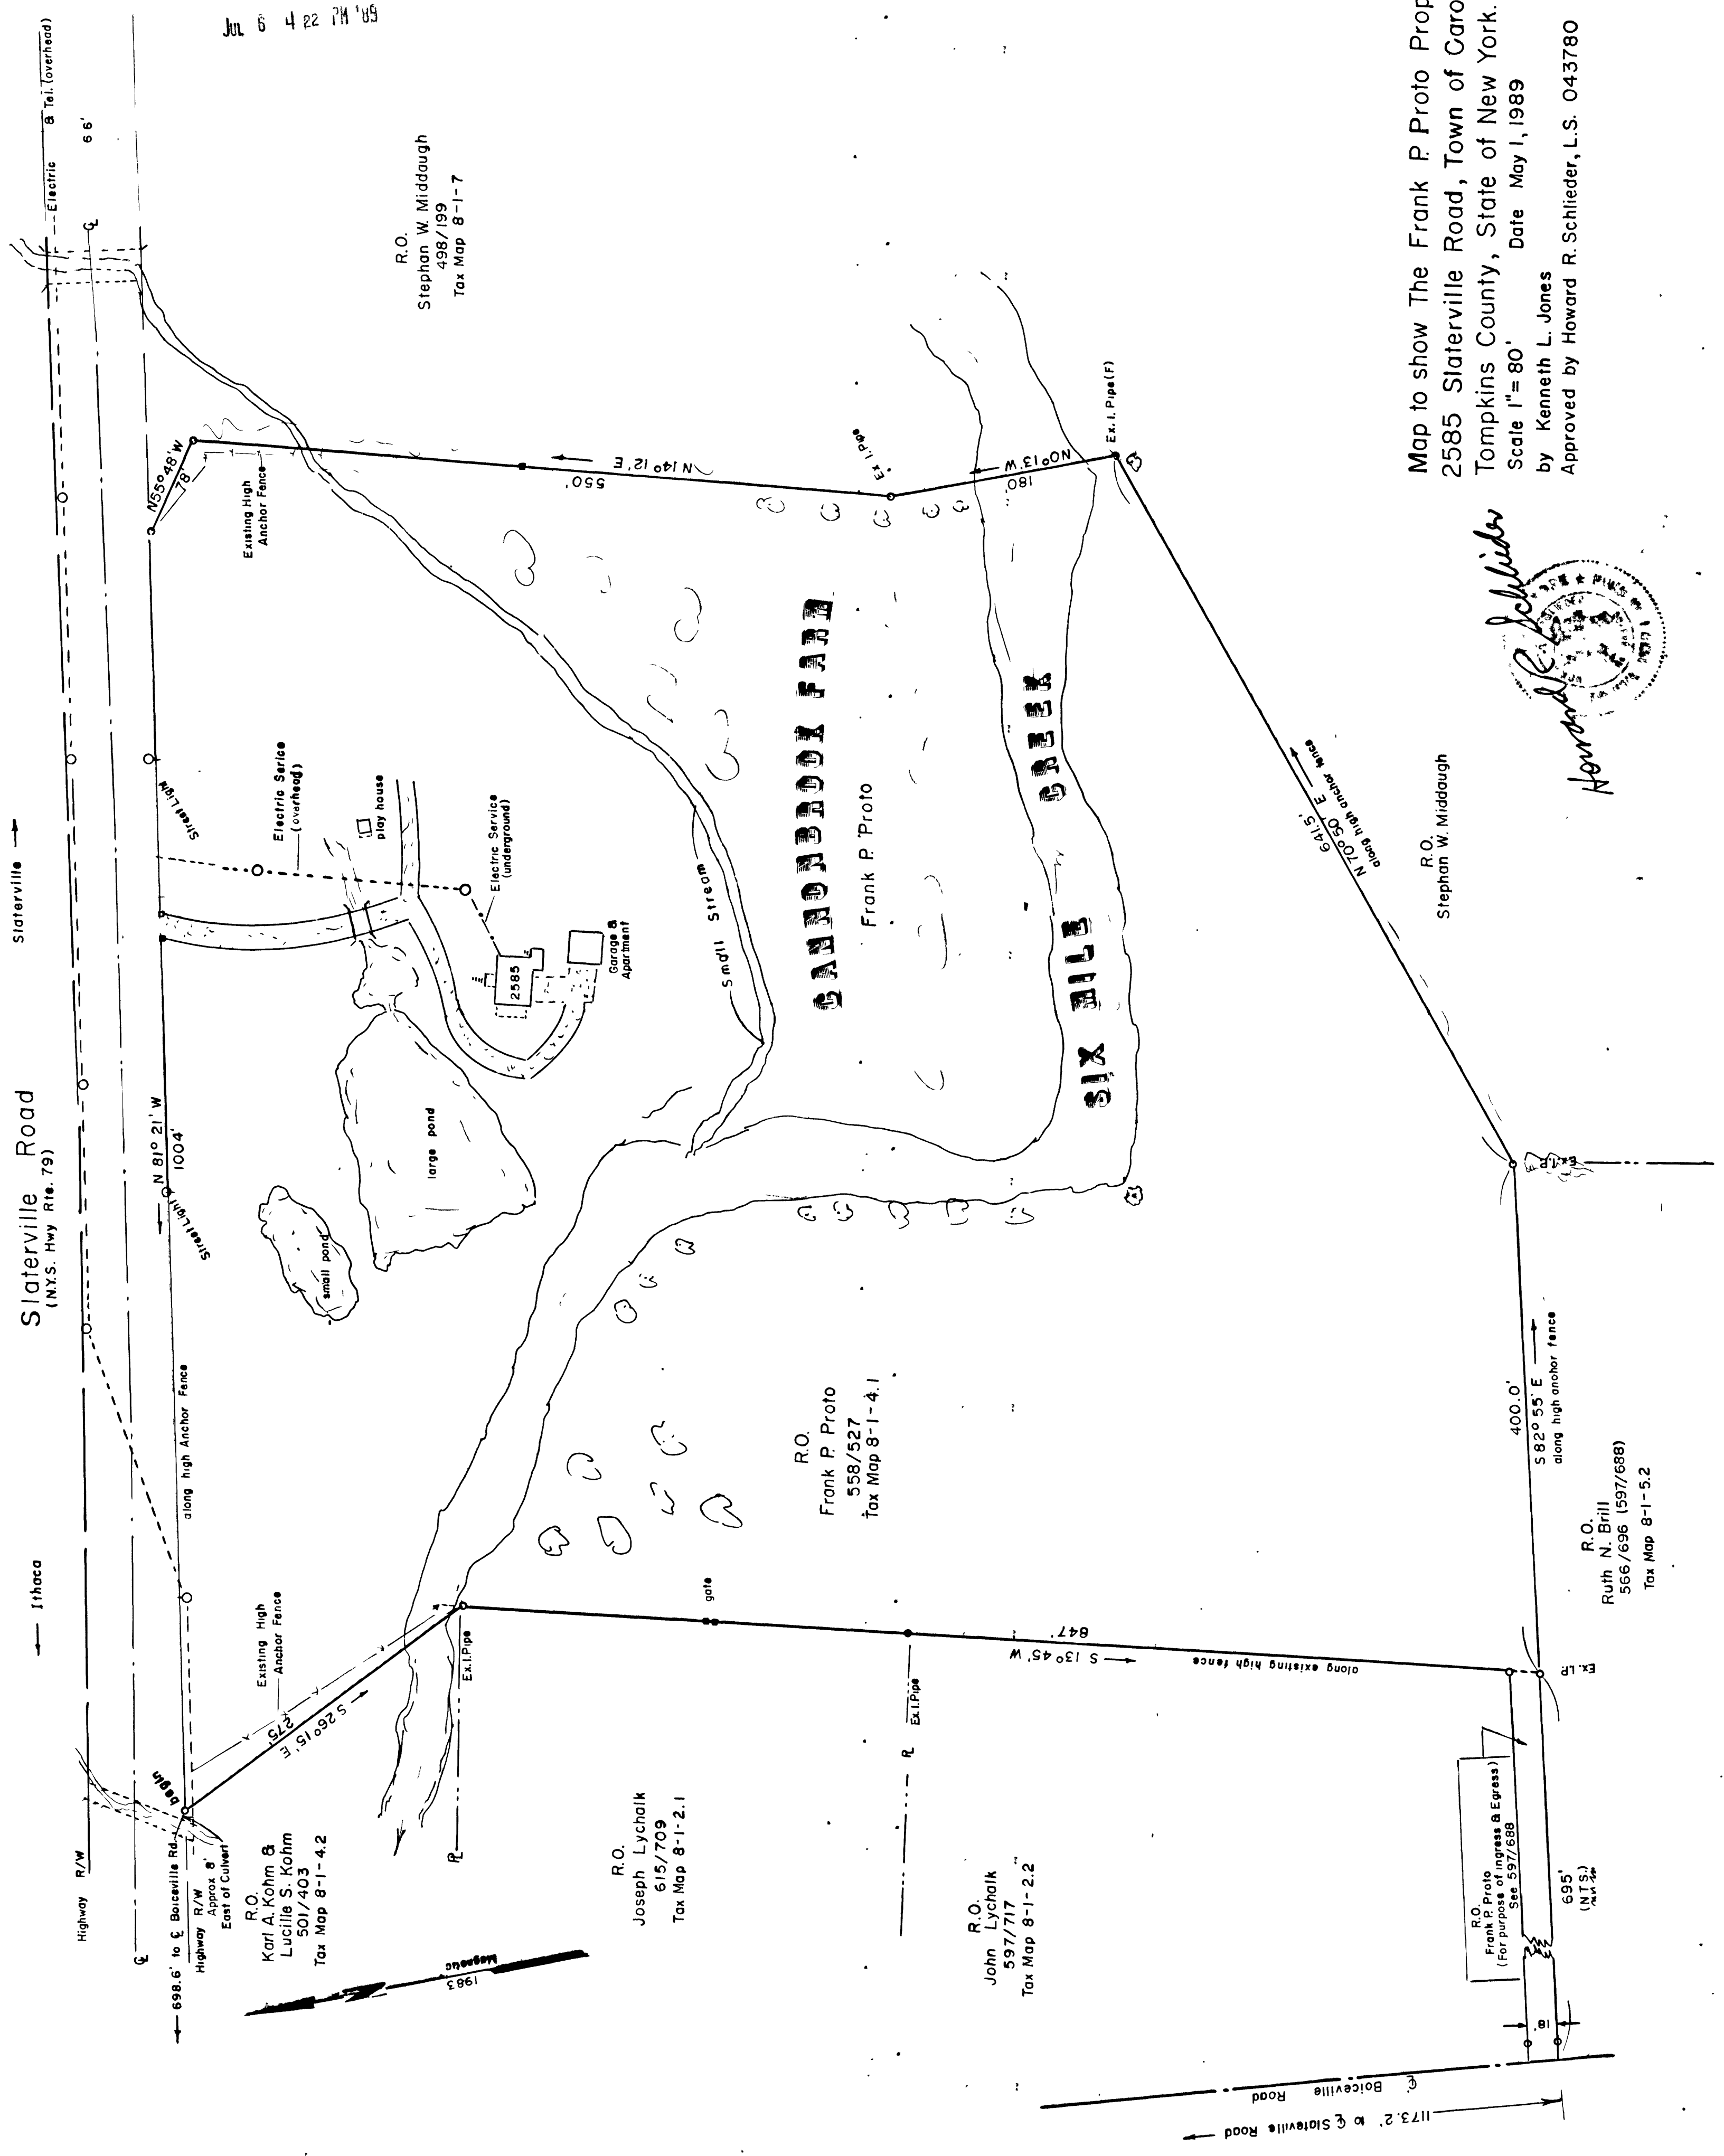 JUL 6 4 22 PM '89
Slaterville Road
(N.Y.S. Hwy Rte. 79)
← Ithaca
Slaterville →
Electric & Tel. (overhead)
66'
Highway R/W
℄
℄
← 698.6' to ℄ Boiceville Rd.
Highway R/W
Approx 8'
East of Culvert
begin
along high Anchor Fence
N 81° 21' W
1004'
Street Light
Street Light
N55°48'W
78'
Existing High
Anchor Fence
Existing High
Anchor Fence
S 26° 15' E
275'
R.O.
Karl A. Kohm &
Lucille S. Kohm
501/403
Tax Map 8-1-4.2
R.O.
Stephan W. Middaugh
498/199
Tax Map 8-1-7
Electric Serice
(overhead)
play house
Electric Service
(underground)
2585
Garage &
Apartment
small pond
large pond
Small Stream
N 14° 12' E
550'
Ex. I. Pipe
N0°13' W
180'
Ex. I. Pipe (F)
CANNONBROOK FARM
Frank P. Proto
SIX MILE CREEK
Ex. I. Pipe
PL
gate
R.O.
Joseph Lychalk
615/709
Tax Map 8-1-2.1
R.O.
Frank P. Proto
558/527
Tax Map 8-1-4.1
Ex. I. Pipe
PL
847'
S 13° 45' W
along existing high fence
1983
Magnetic
R.O.
John Lychalk
597/717
Tax Map 8-1-2.2
641.5'
N 70° 50' E
along high anchor fence
R.O.
Stephan W. Middaugh
Ex. I. P.
400.0'
S 82° 55' E
along high anchor fence
Ex. I.P.
R.O.
Ruth N. Brill
566/696 (597/688)
Tax Map 8-1-5.2
R.O.
Frank P. Proto
(For purpose of Ingress & Egress)
See 597/688
695'
(N.T.S.)
18'
℄ Boiceville Road
1173.2' to ℄ Slateville Road
Map to show The Frank P. Proto Prop
2585 Slaterville Road, Town of Caro
Tompkins County, State of New York.
Scale 1" = 80' Date May 1, 1989
by Kenneth L. Jones
Approved by Howard R. Schlieder, L.S. 043780
Howard R Schlieder